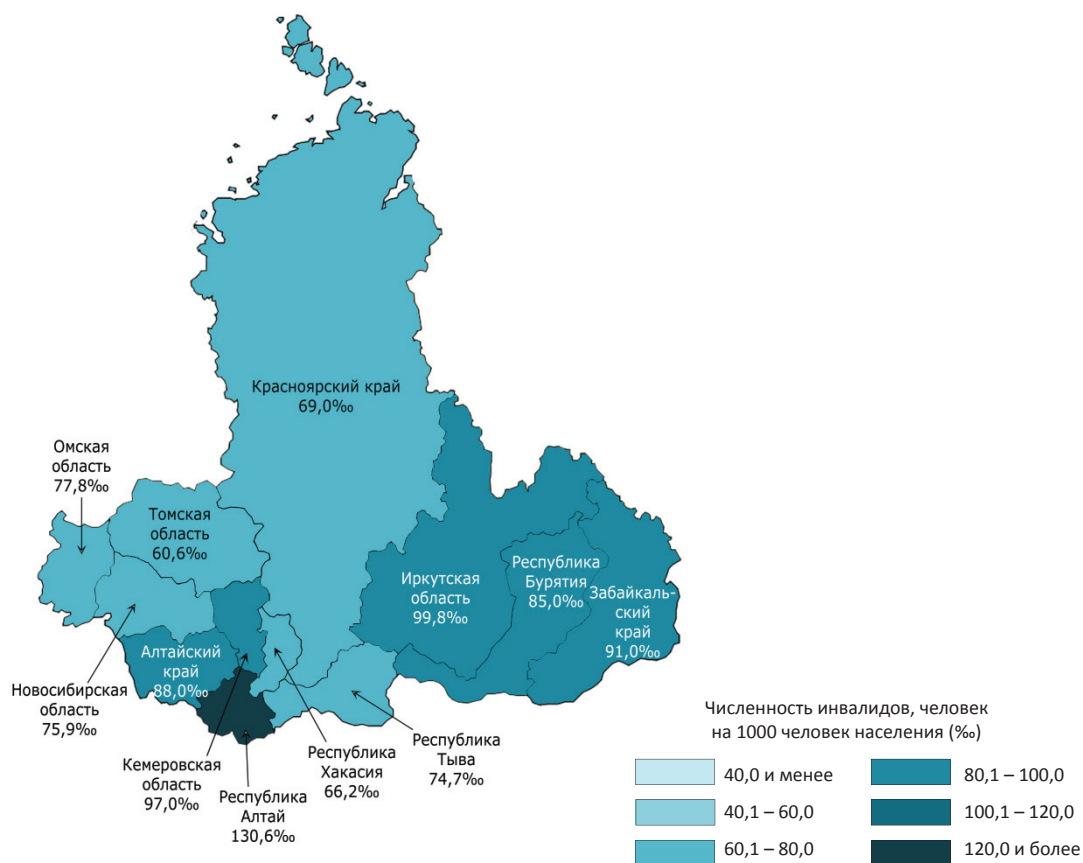 Красноярский край
69,0‰
Омская
область
77,8‰
Томская
область
60,6‰
Иркутская
область
99,8‰
Республика
Бурятия
85,0‰
Забайкаль-
ский
край
91,0‰
Алтайский
край
88,0‰
Новосибирская
область
75,9‰
Кемеровская
область
97,0‰
Республика
Алтай
130,6‰
Республика
Хакасия
66,2‰
Республика
Тыва
74,7‰
Численность инвалидов, человек
на 1000 человек населения (‰)
40,0 и менее
40,1 – 60,0
60,1 – 80,0
80,1 – 100,0
100,1 – 120,0
120,0 и более